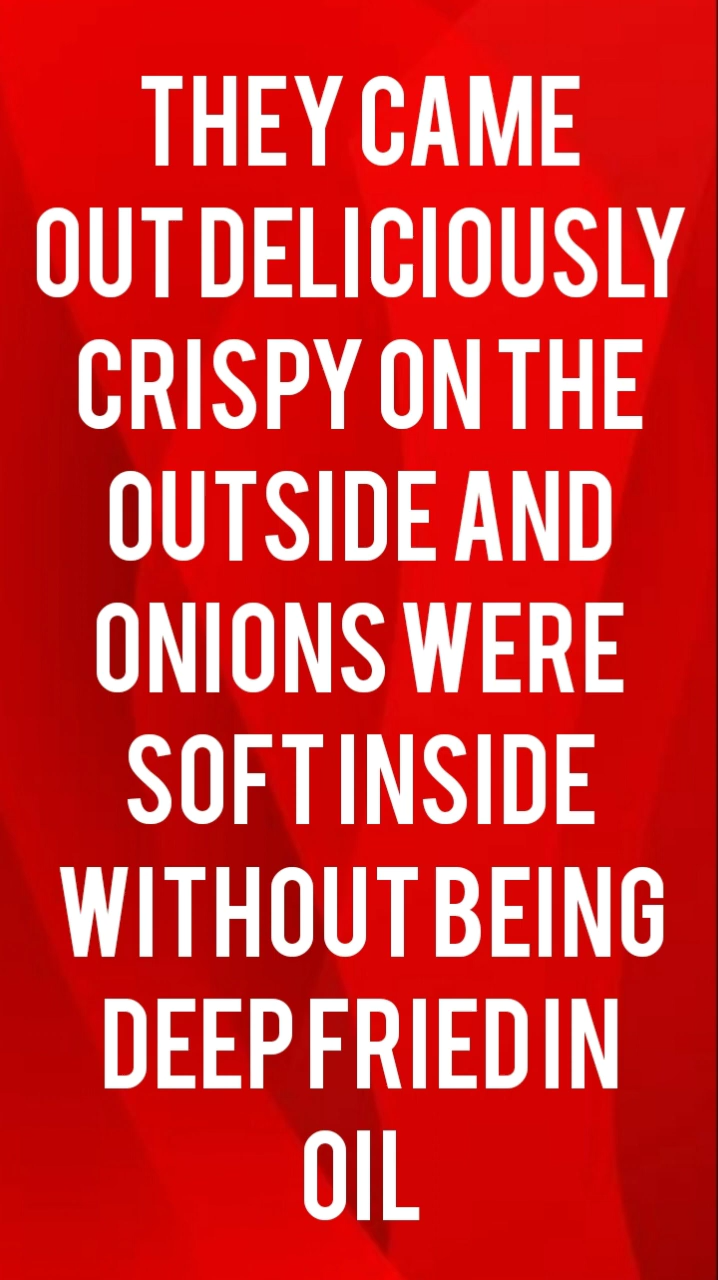 THEY CAME
OUT DELICIOUSLY
CRISPY ON THE
OUTSIDE AND
ONIONS WERE
SOFT INSIDE
WITHOUT BEING
DEEP FRIED IN
OIL